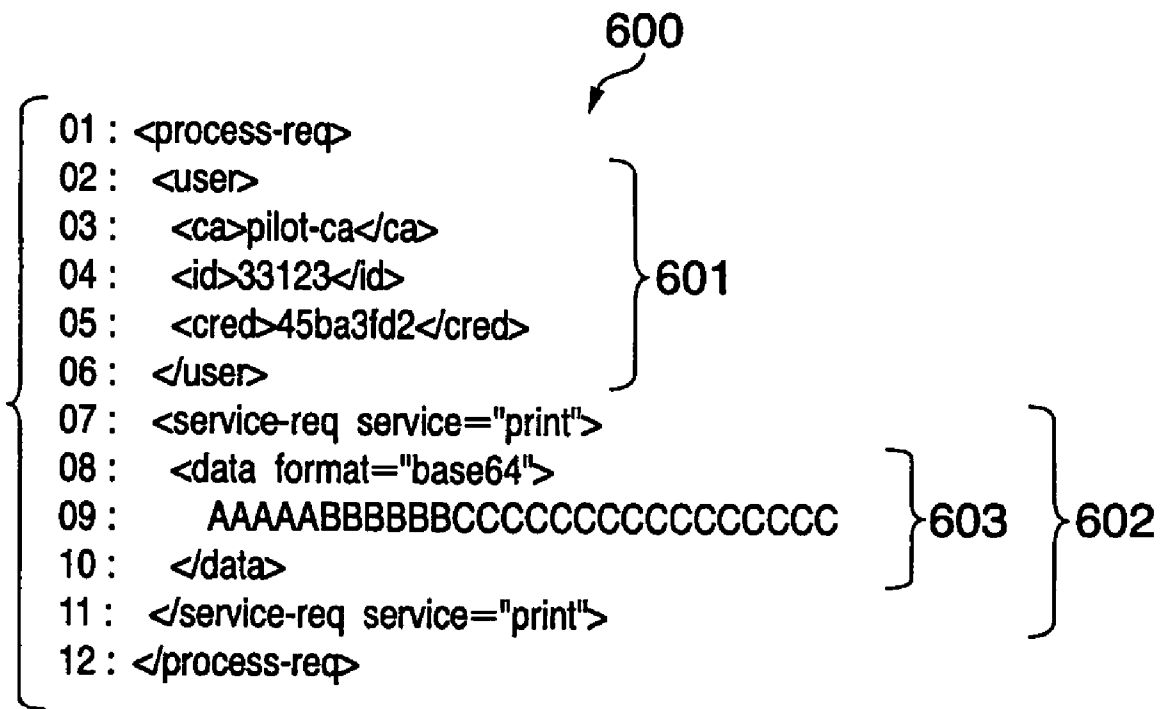 600
01 : <process-req>
02 : <user>
03 : <ca>pilot-ca</ca>
04 : <id>33123</id>
601
05 : <cred>45ba3fd2</cred>
06 : </user>
07 : <service-req service="print">
08 : <data format="base64">
09 : AAAAABBBBBBCCCCCCCCCCCCCCCCC
603
602
10 : </data>
11 : </service-req service="print">
12 : </process-req>